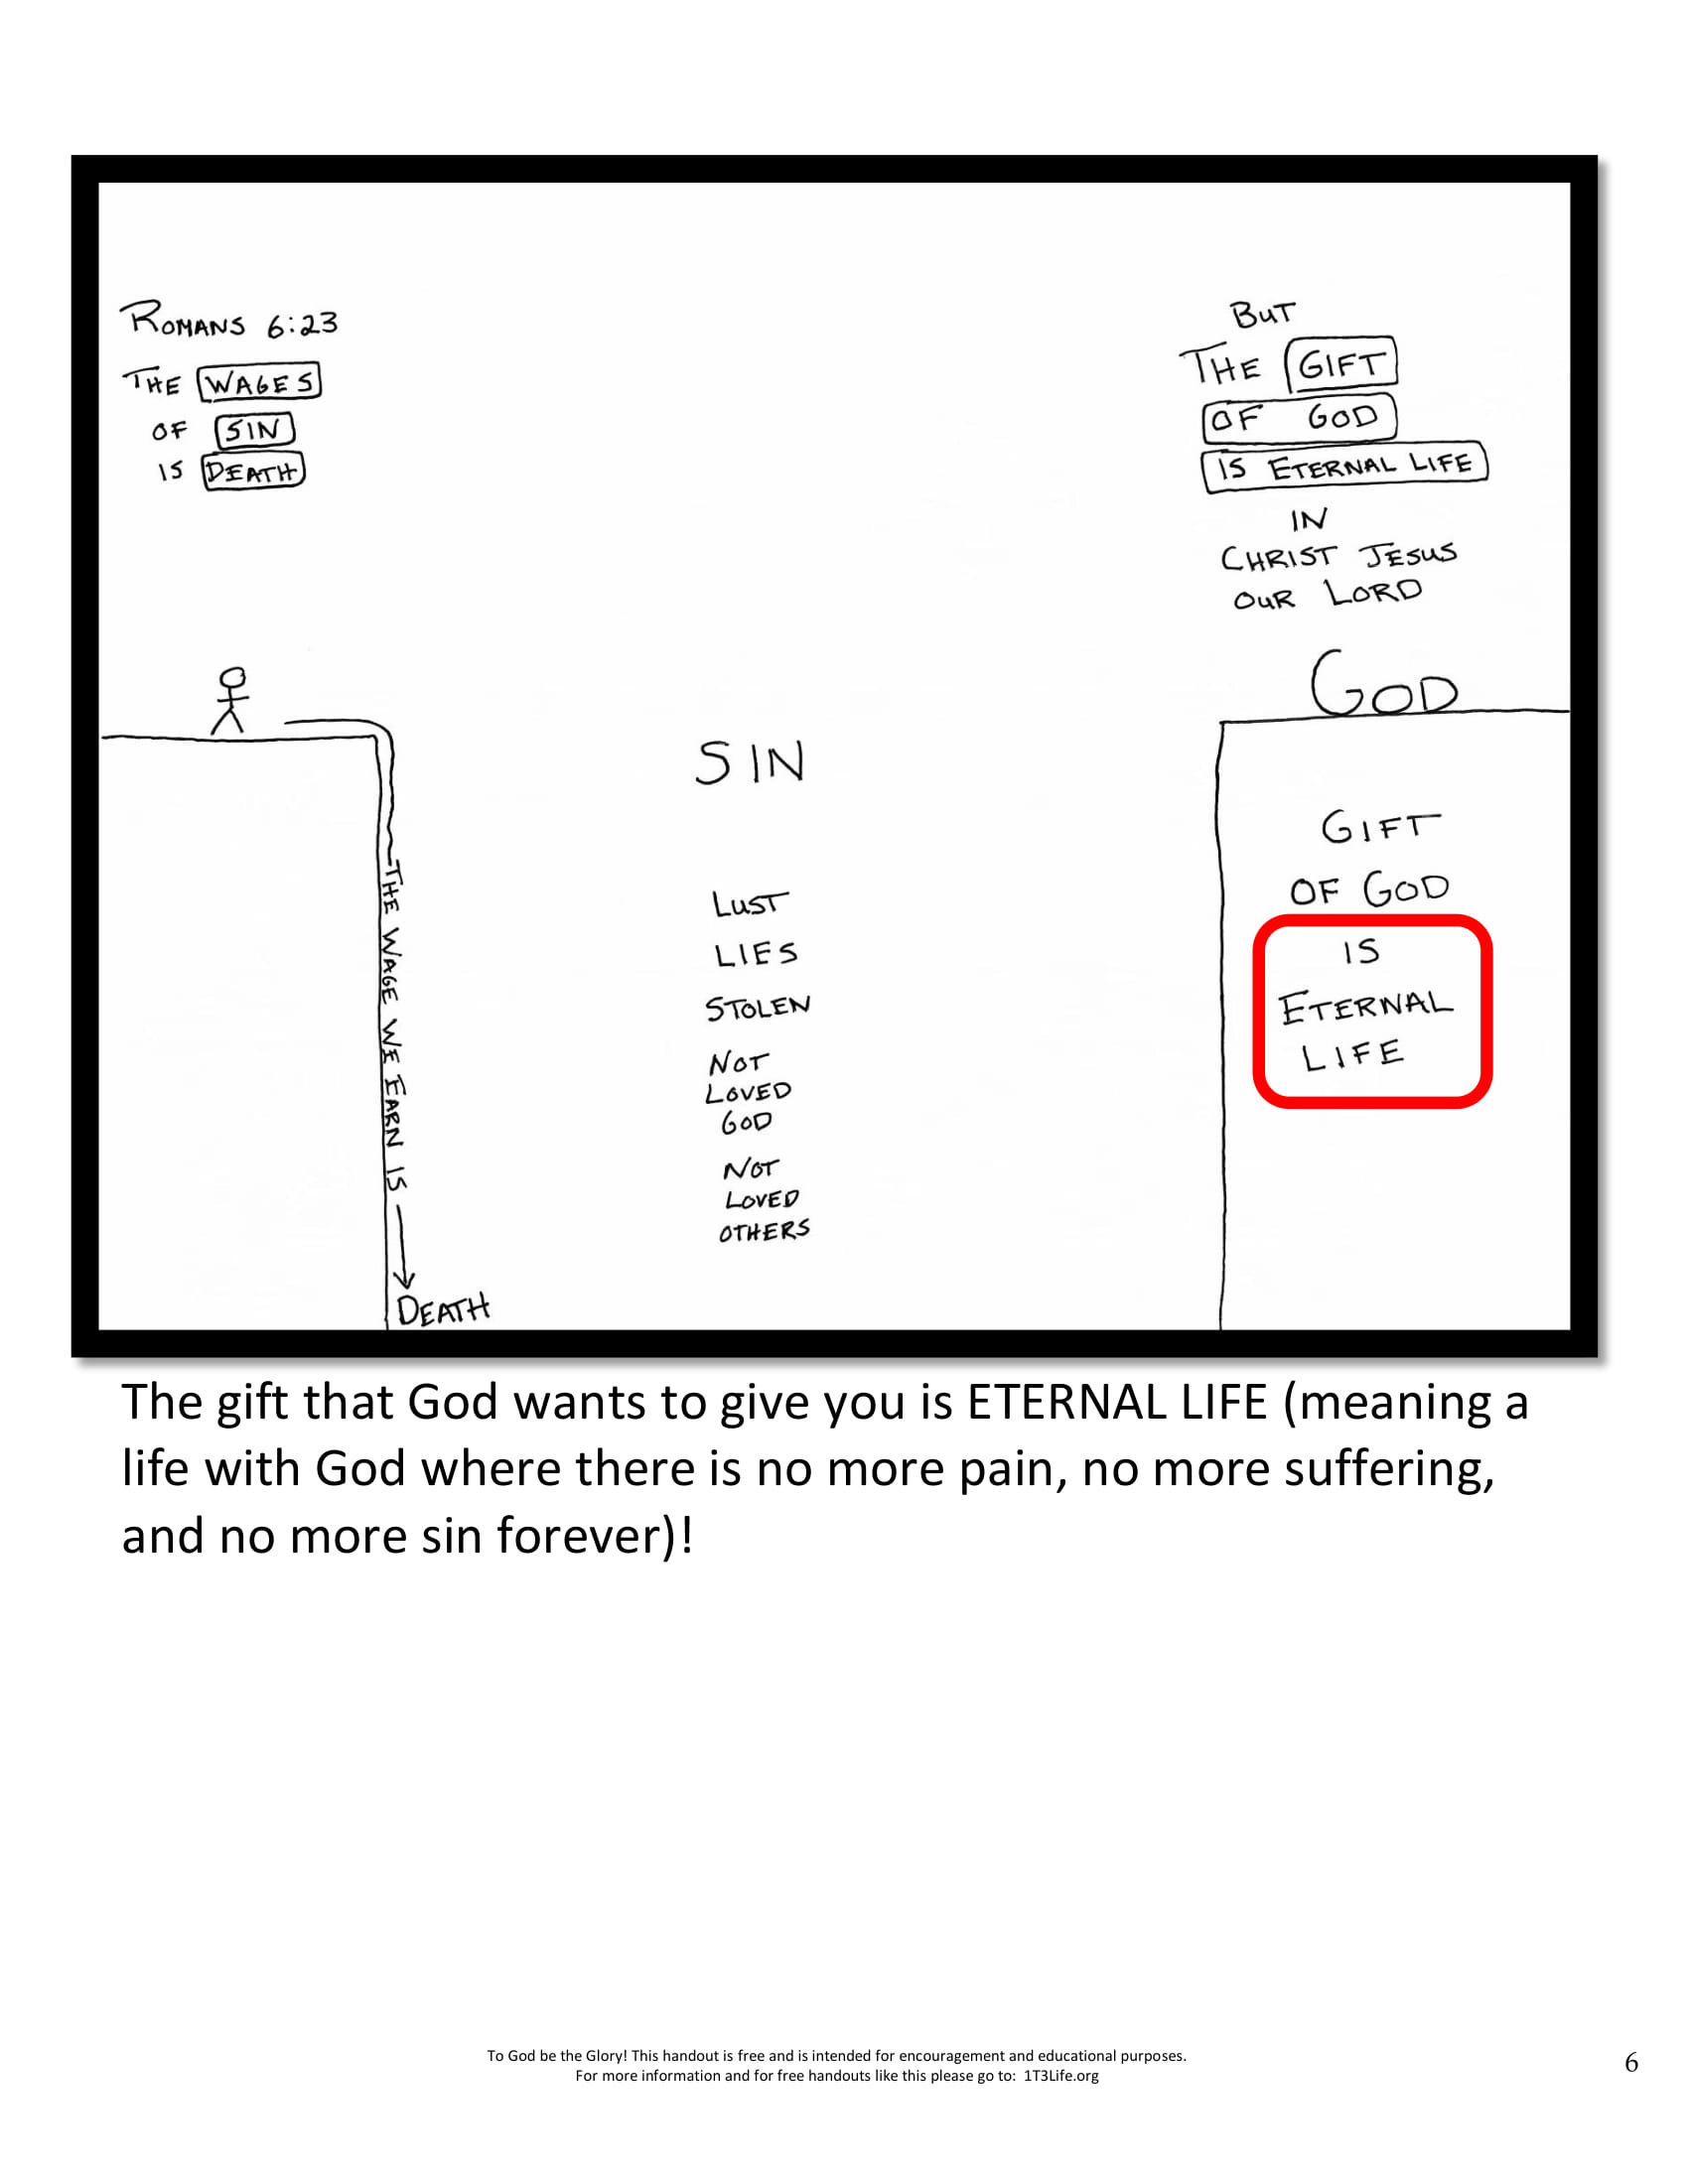 ROMANS 6:23
THE WAGES
OF SIN
IS DEATH
BUT
THE GIFT
OF GOD
IS ETERNAL LIFE
IN
CHRIST JESUS
OUR LORD
GOD
SIN
THE WAGE WE EARN IS
DEATH
LUST
LIES
STOLEN
NOT
LOVED
GOD
NOT
LOVED
OTHERS
GIFT
OF GOD
IS
ETERNAL
LIFE
The gift that God wants to give you is ETERNAL LIFE (meaning a
life with God where there is no more pain, no more suffering,
and no more sin forever)!
To God be the Glory! This handout is free and is intended for encouragement and educational purposes.
For more information and for free handouts like this please go to: 1T3Life.org
6